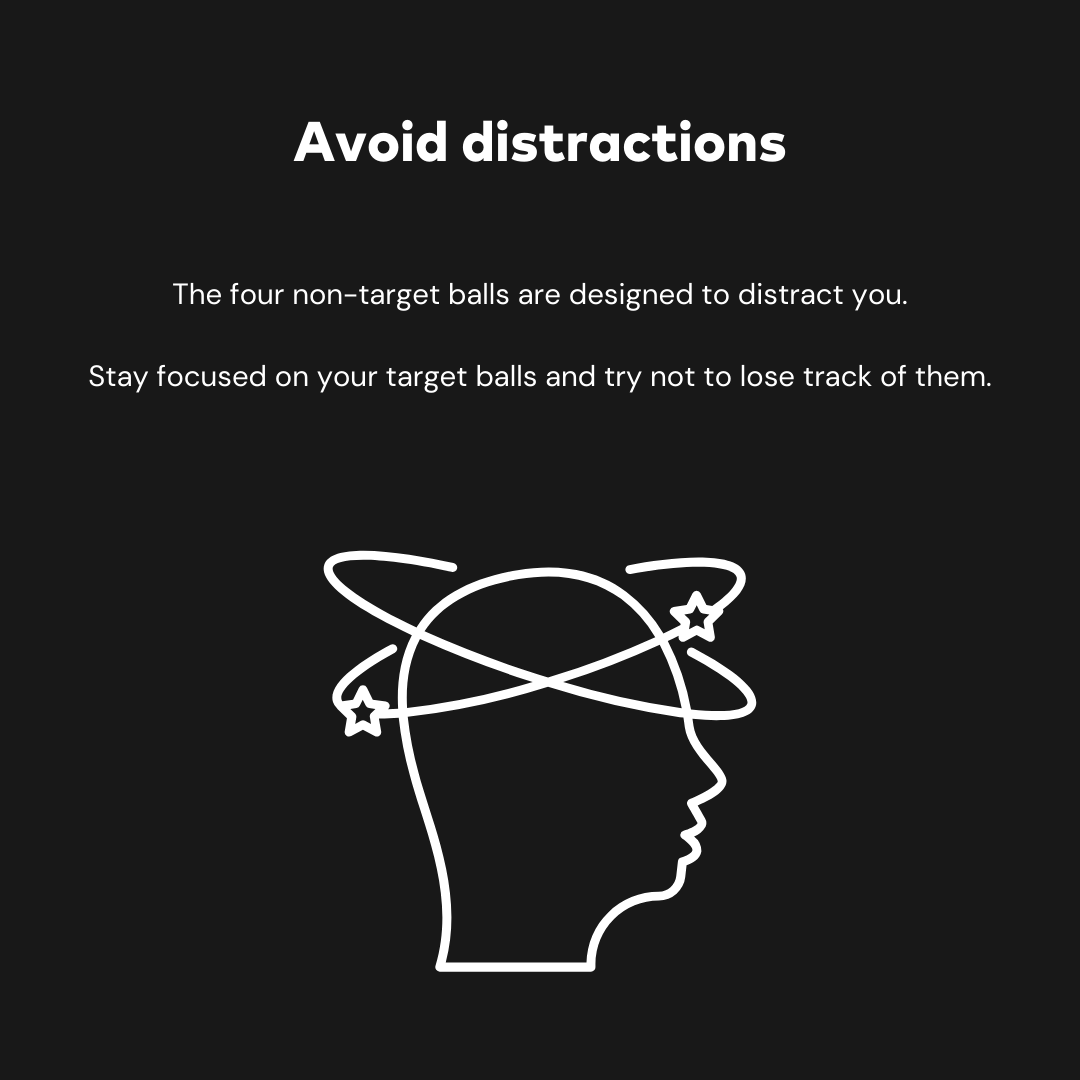 Avoid distractions
The four non-target balls are designed to distract you.
Stay focused on your target balls and try not to lose track of them.